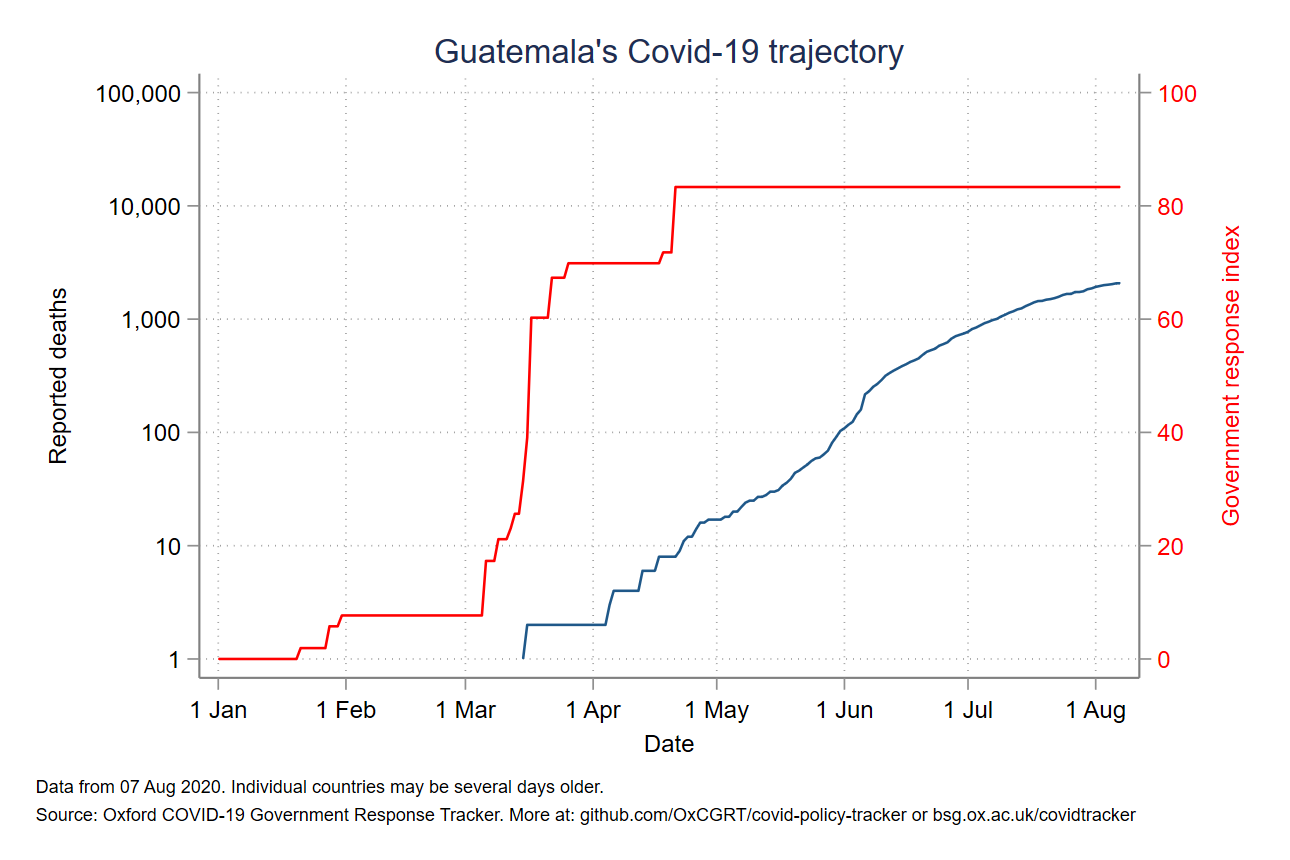 Guatemala's Covid-19 trajectory
100,000
10,000
1,000
100
10
1
Reported deaths
100
80
60
40
20
0
Government response index
1 Jan
1 Feb
1 Mar
1 Apr
1 May
1 Jun
1 Jul
1 Aug
Date
Data from 07 Aug 2020. Individual countries may be several days older.
Source: Oxford COVID-19 Government Response Tracker. More at: github.com/OxCGRT/covid-policy-tracker or bsg.ox.ac.uk/covidtracker